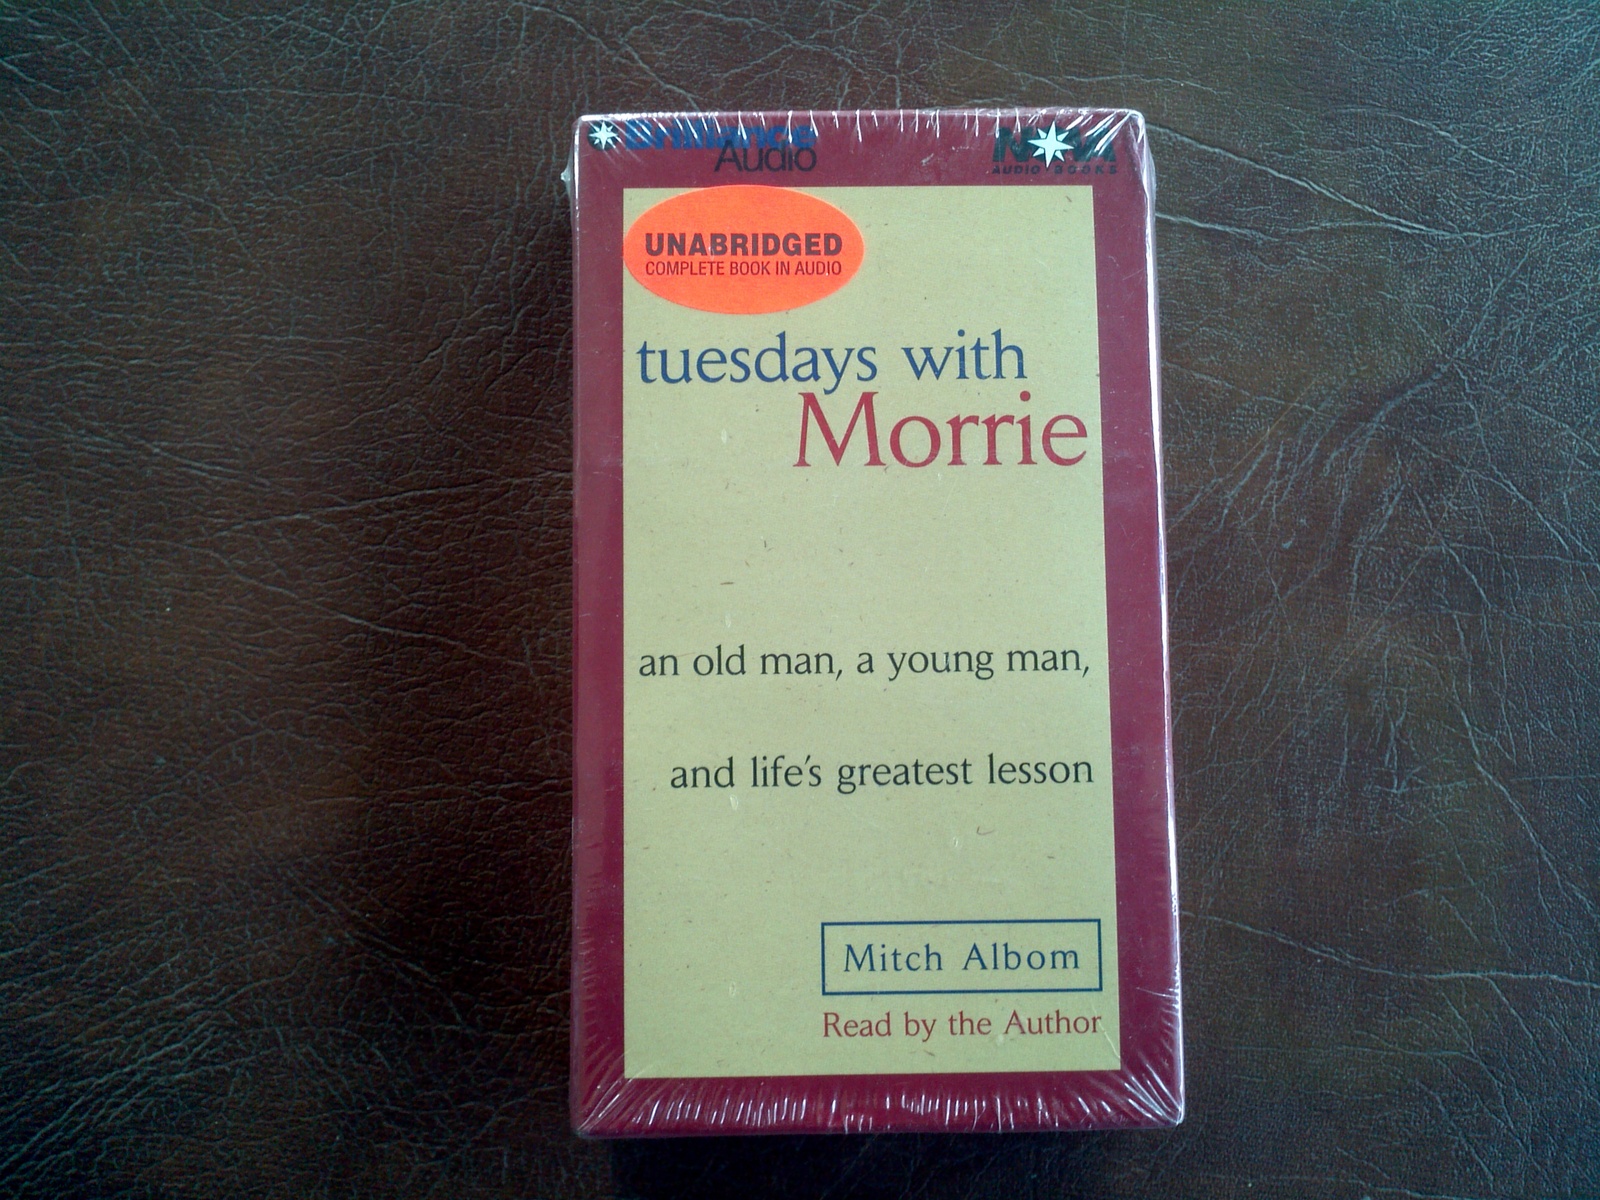 Brilliance
Audio
NOVA
AUDIO BOOKS
UNABRIDGED
COMPLETE BOOK IN AUDIO
tuesdays with
Morrie
an old man, a young man,
and life's greatest lesson
Mitch Albom
Read by the Author